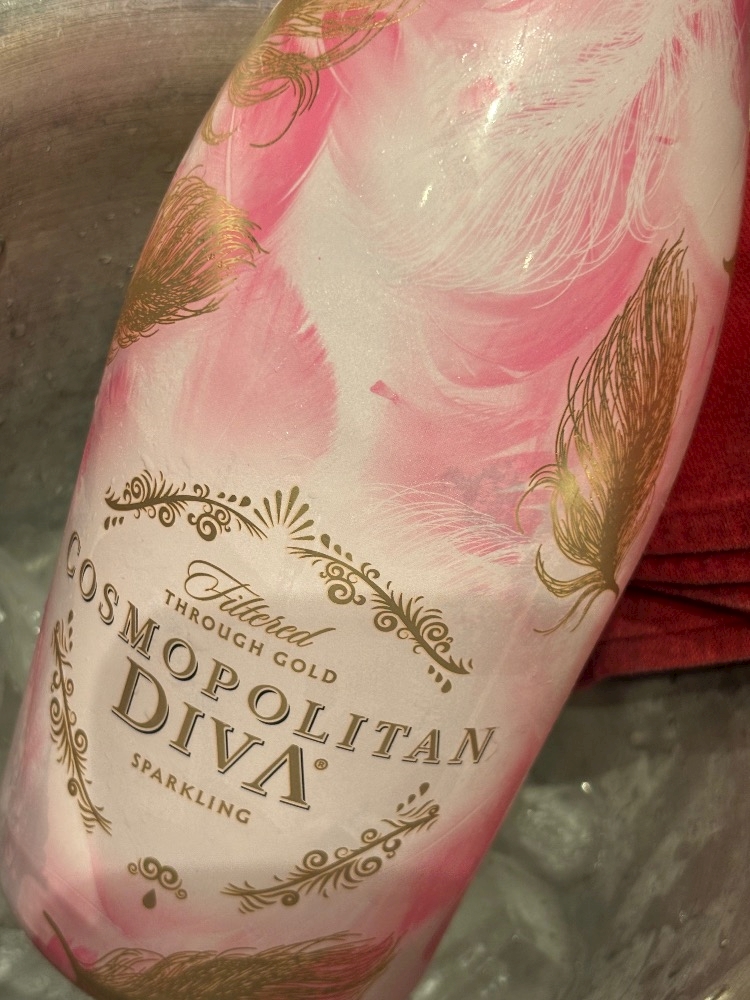 Filtered
THROUGH GOLD
COSMOPOLITAN
DIVA®
SPARKLING